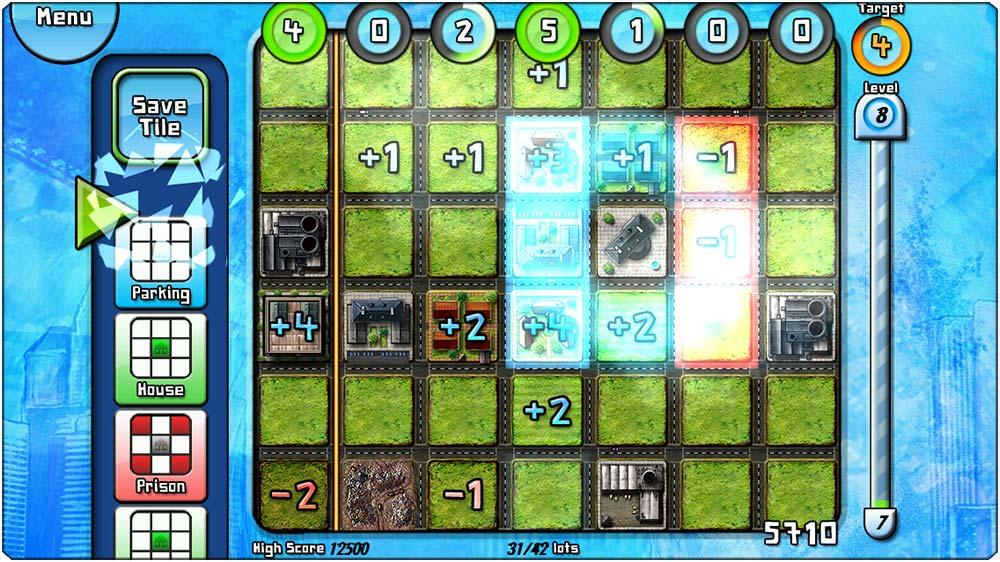 Menu
Target
4 0 2 5 1 0 0 4
+1
level
8
Save
Tile
+1 +1 +3 +1 -1
-1
Parking
+4 +2 +4 +2
House
+2
Prison
-2 -1
7
5710
High Score 12500 31/42 lots